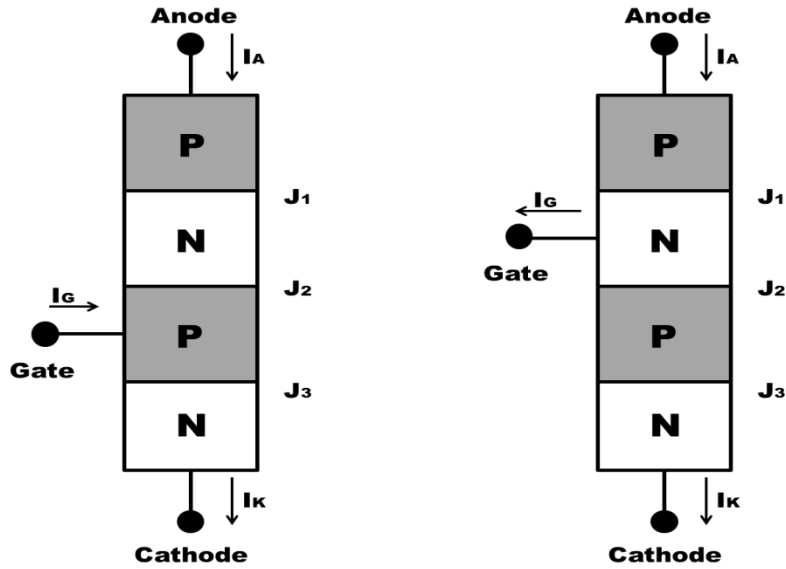 Anode
IA
P
J1
N
J2
IG
P
Gate
J3
N
IK
Cathode
Anode
IA
P
J1
IG
N
Gate
J2
P
J3
N
IK
Cathode